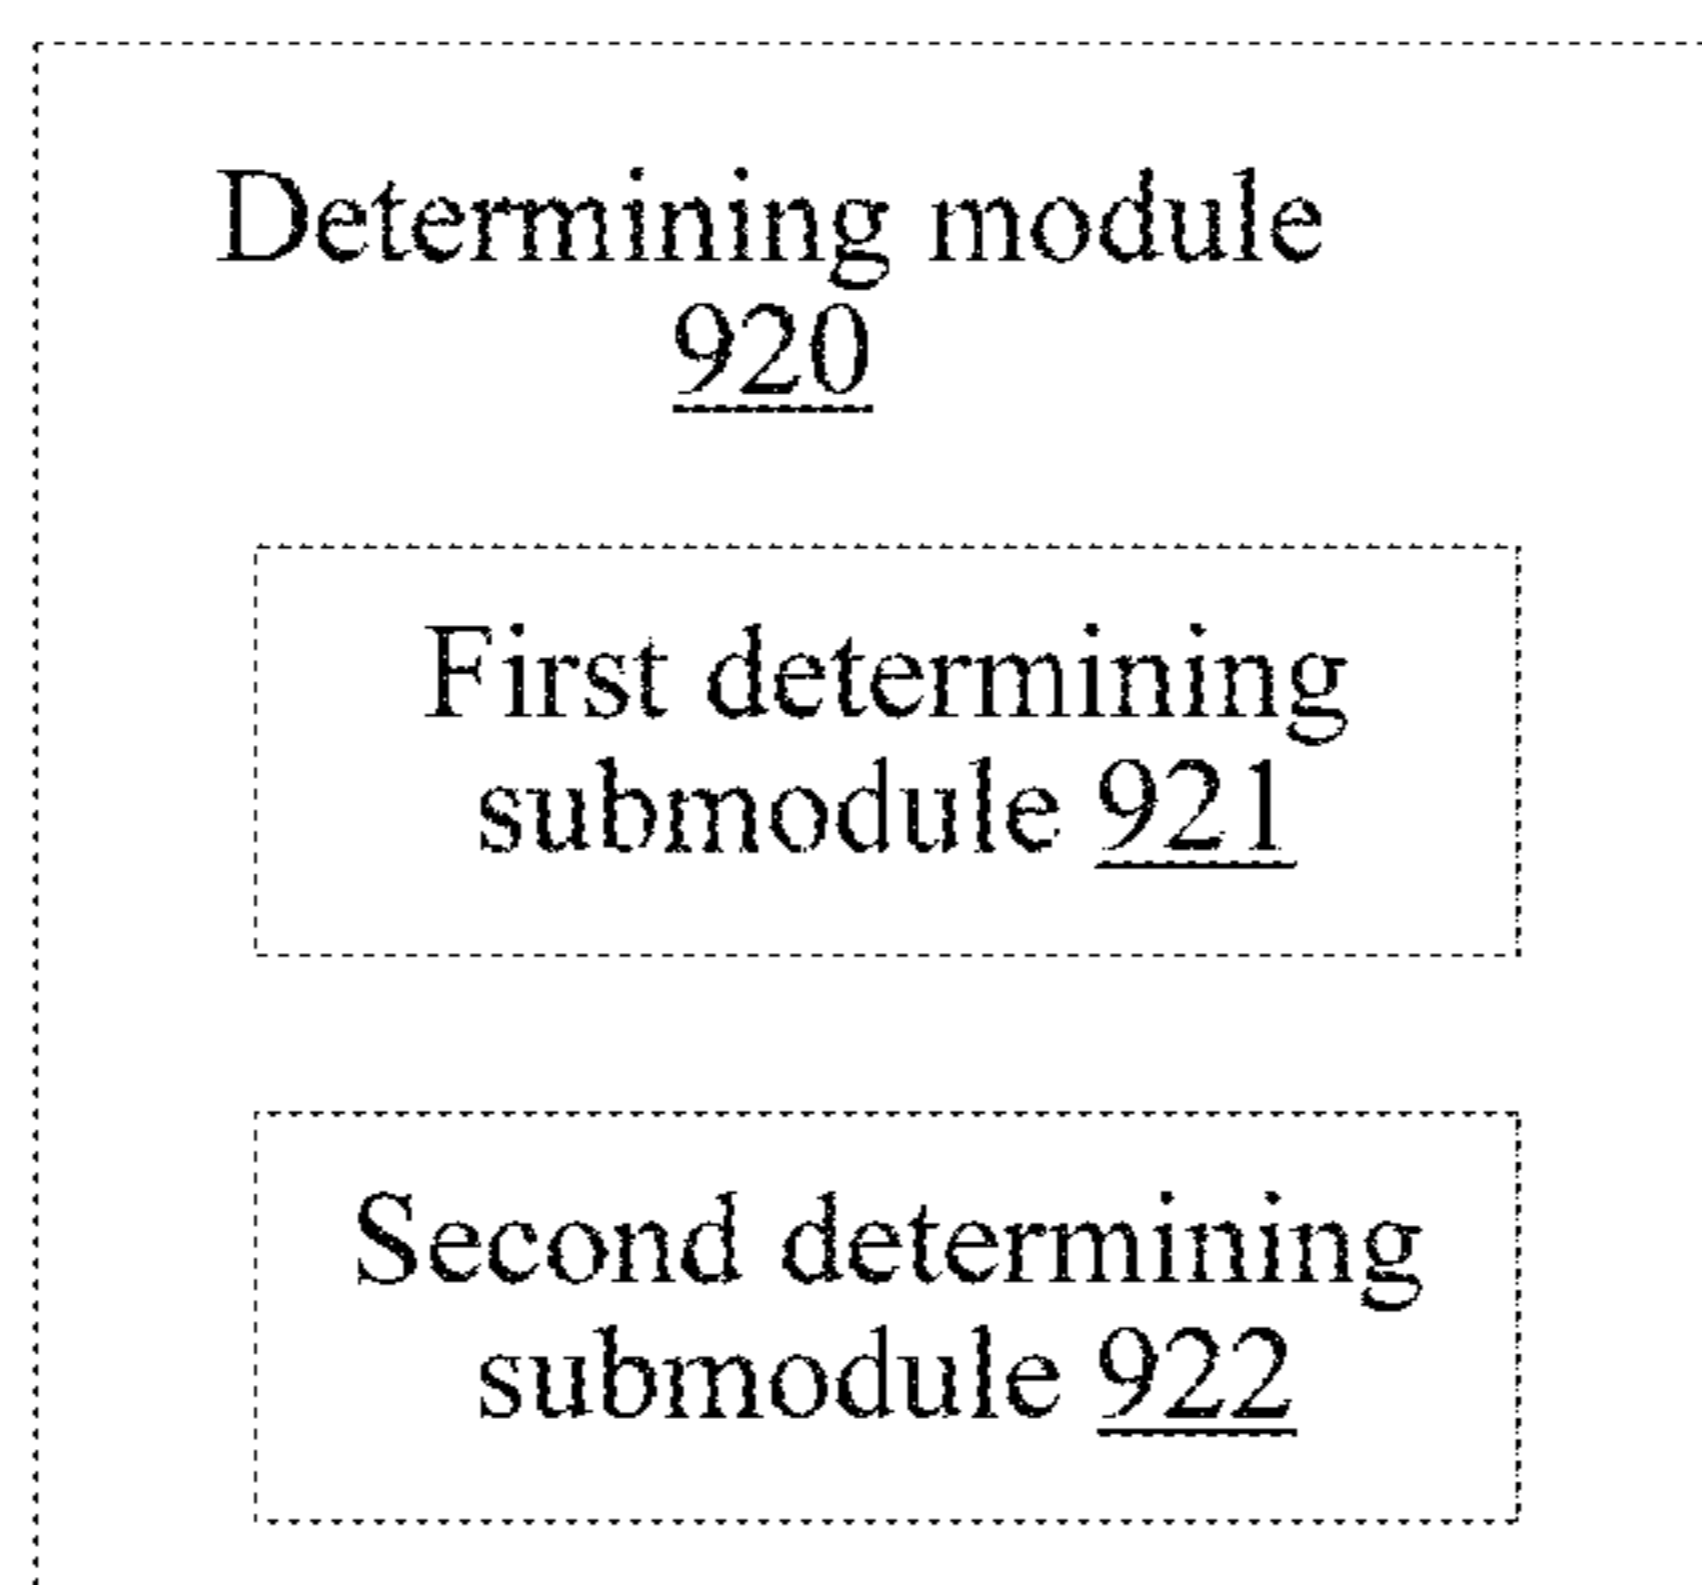 Determining module
920
First determining
submodule 921
Second determining
submodule 922